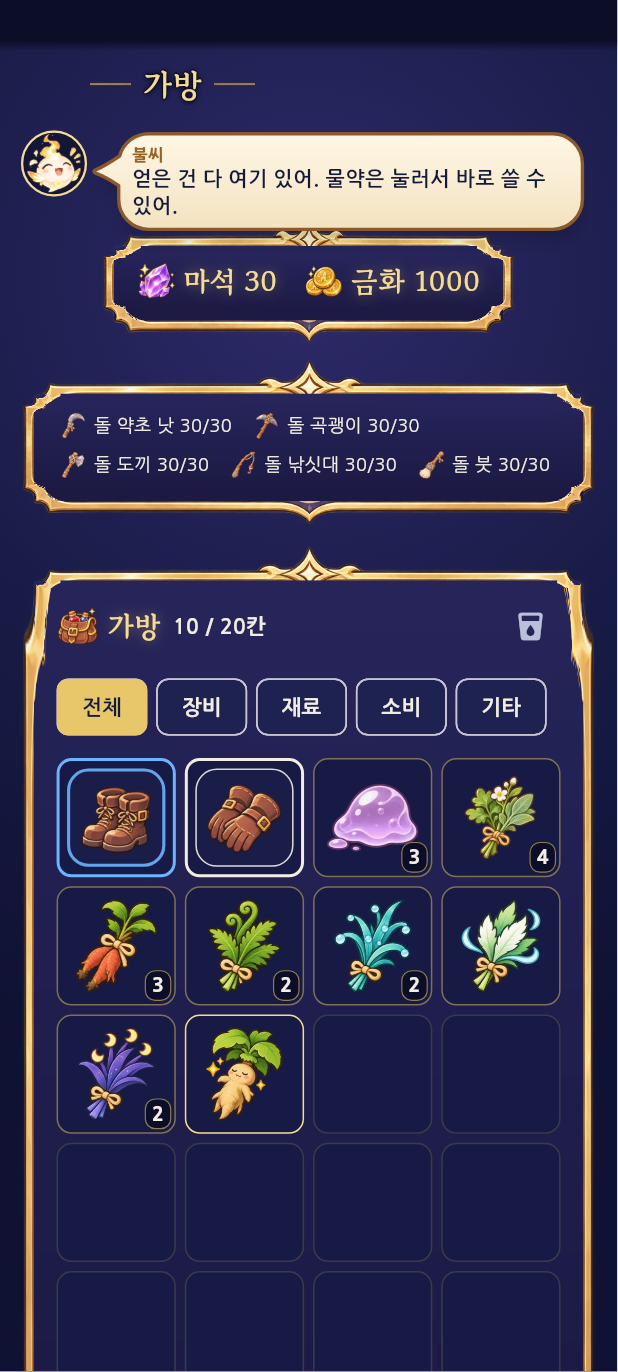 가방
불씨
얻은 건 다 여기 있어. 물약은 눌러서 바로 쓸 수
있어.
마석 30 금화 1000
돌 약초 낫 30/30 돌 곡괭이 30/30
돌 도끼 30/30 돌 낚싯대 30/30 돌 붓 30/30
가방 10 / 20칸
전체 장비 재료 소비 기타
3 4
3 2 2
2